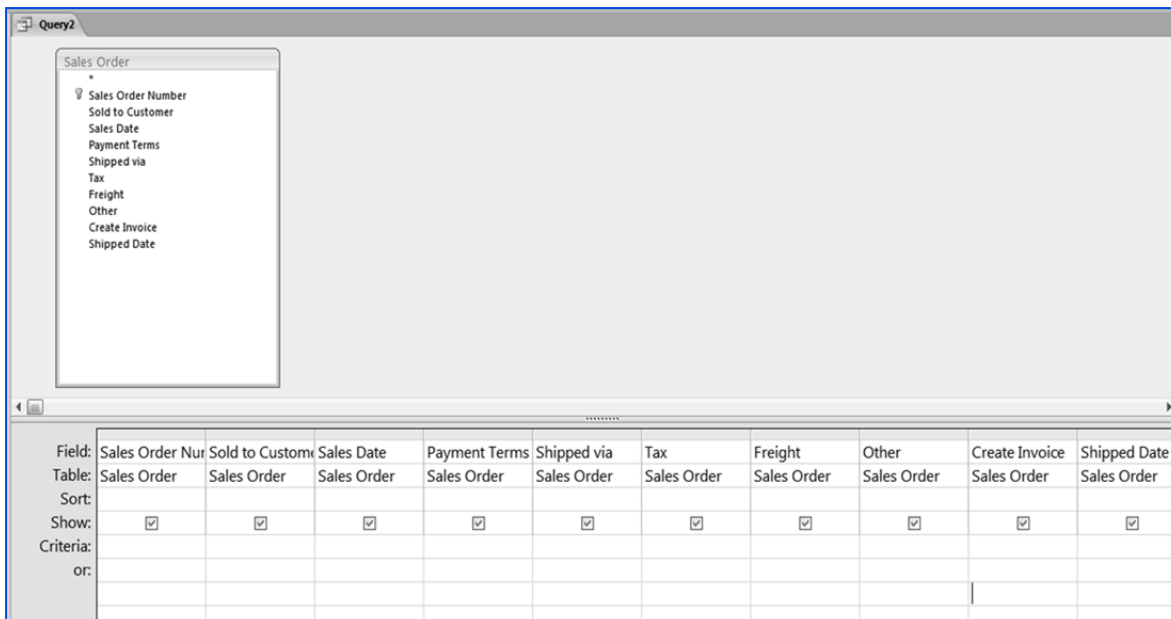 Query2
Sales Order
*
Sales Order Number
Sold to Customer
Sales Date
Payment Terms
Shipped via
Tax
Freight
Other
Create Invoice
Shipped Date
Field: Sales Order Nur Sold to Custome Sales Date Payment Terms Shipped via Tax Freight Other Create Invoice Shipped Date
Table: Sales Order Sales Order Sales Order Sales Order Sales Order Sales Order Sales Order Sales Order Sales Order Sales Order
Sort:
Show:
Criteria:
or: